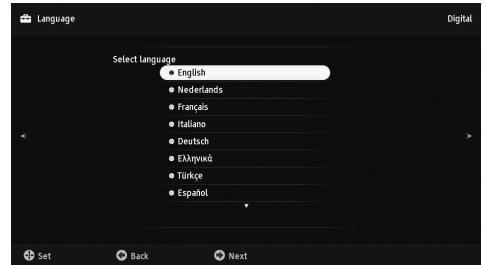 Language
Digital
Select language
English
Nederlands
Français
Italiano
Deutsch
Ελληνικά
Türkçe
Español
Set Back Next